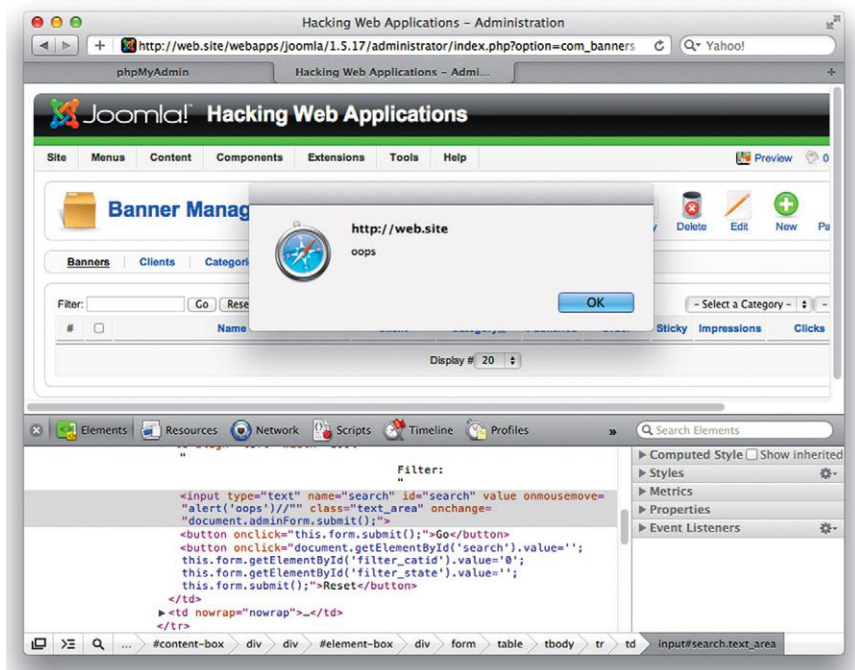 Hacking Web Applications – Administration
http://web.site/webapps/joomla/1.5.17/administrator/index.php?option=com_banners
Yahoo!
phpMyAdmin
Hacking Web Applications – Admi...
Joomla! Hacking Web Applications
Site Menus Content Components Extensions Tools Help Preview 0
Banner Manag
Delete Edit New
http://web.site
oops
OK
Banners Clients Categori
Filter: Go Rese - Select a Category -
# Name Sticky Impressions Clicks
Display # 20
Elements Resources Network Scripts Timeline Profiles » Search Elements
"
Filter:
"
<input type="text" name="search" id="search" value onmousemove=
"alert('oops')//"" class="text_area" onchange=
"document.adminForm.submit();">
<button onclick="this.form.submit();">Go</button>
<button onclick="document.getElementById('search').value='';
this.form.getElementById('filter_catid').value='0';
this.form.getElementById('filter_state').value='';
this.form.submit();">Reset</button>
</td>
<td nowrap="nowrap">…</td>
</tr>
Computed Style Show inherited
Styles
Metrics
Properties
Event Listeners
... #content-box div div #element-box div form table tbody tr td input#search.text_area